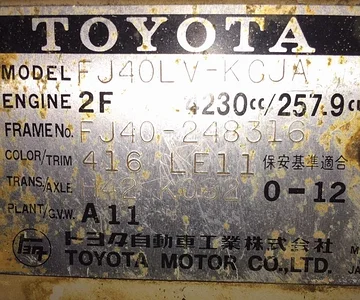 TOYOTA
MODEL FJ40LV-KCJA
ENGINE 2F 4230cc/257.9
FRAME No. FJ40-248316
COLOR/TRIM 416 LE11 保安基準適合
TRANS/AXLE H42 0-12
PLANT/G.V.W. A11
トヨタ自動車工業株式会社
TOYOTA MOTOR CO.,LTD.